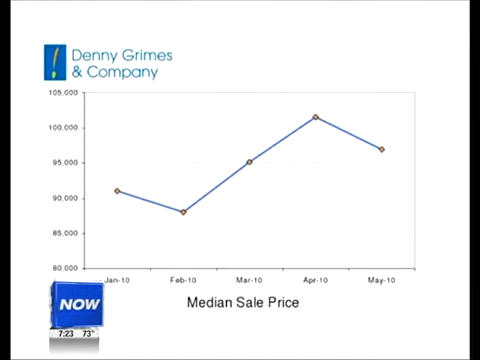 Denny Grimes
& Company
105,000
100,000
95,000
90,000
85,000
80,000
Jan-10 Feb-10 Mar-10 Apr-10 May-10
Median Sale Price
NOW
7:23 73°